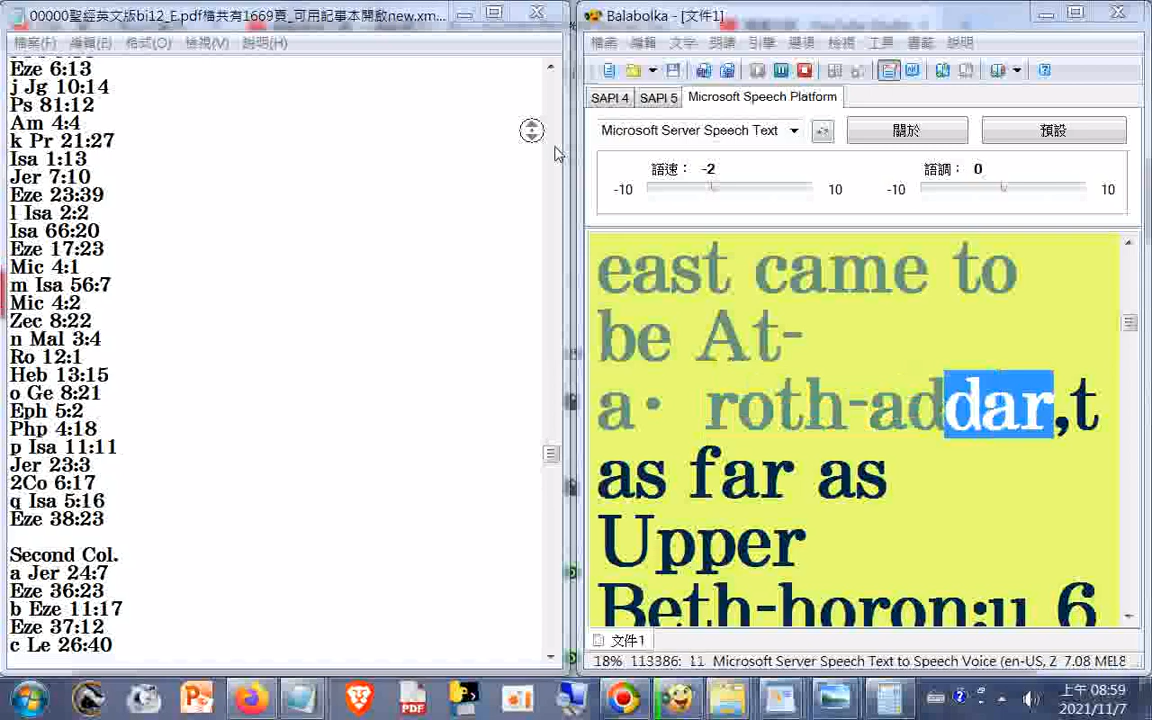 00000聖經英文版bi12_E.pdf檔共有1669頁_可用記事本開啟new.xm...
檔案(F) 編輯(E) 格式(O) 檢視(V) 說明(H)
Eze 6:13
j Jg 10:14
Ps 81:12
Am 4:4
k Pr 21:27
Isa 1:13
Jer 7:10
Eze 23:39
l Isa 2:2
Isa 66:20
Eze 17:23
Mic 4:1
m Isa 56:7
Mic 4:2
Zec 8:22
n Mal 3:4
Ro 12:1
Heb 13:15
o Ge 8:21
Eph 5:2
Php 4:18
p Isa 11:11
Jer 23:3
2Co 6:17
q Isa 5:16
Eze 38:23
Second Col.
a Jer 24:7
Eze 36:23
b Eze 11:17
Eze 37:12
c Le 26:40
Balabolka - [文件1]
檔案 編輯 文字 朗讀 引擎 選項 檢視 工具 書籤 說明
SAPI 4 SAPI 5 Microsoft Speech Platform
Microsoft Server Speech Text 關於 預設
語速： -2 語調： 0
-10 10 -10 10
east came to
be At-
a· roth-addar,t
as far as
Upper
Beth-horon;u 6
文件1
18% 113386: 11 Microsoft Server Speech Text to Speech Voice (en-US, Z 7.08 МЕБ
上午 08:59
2021/11/7